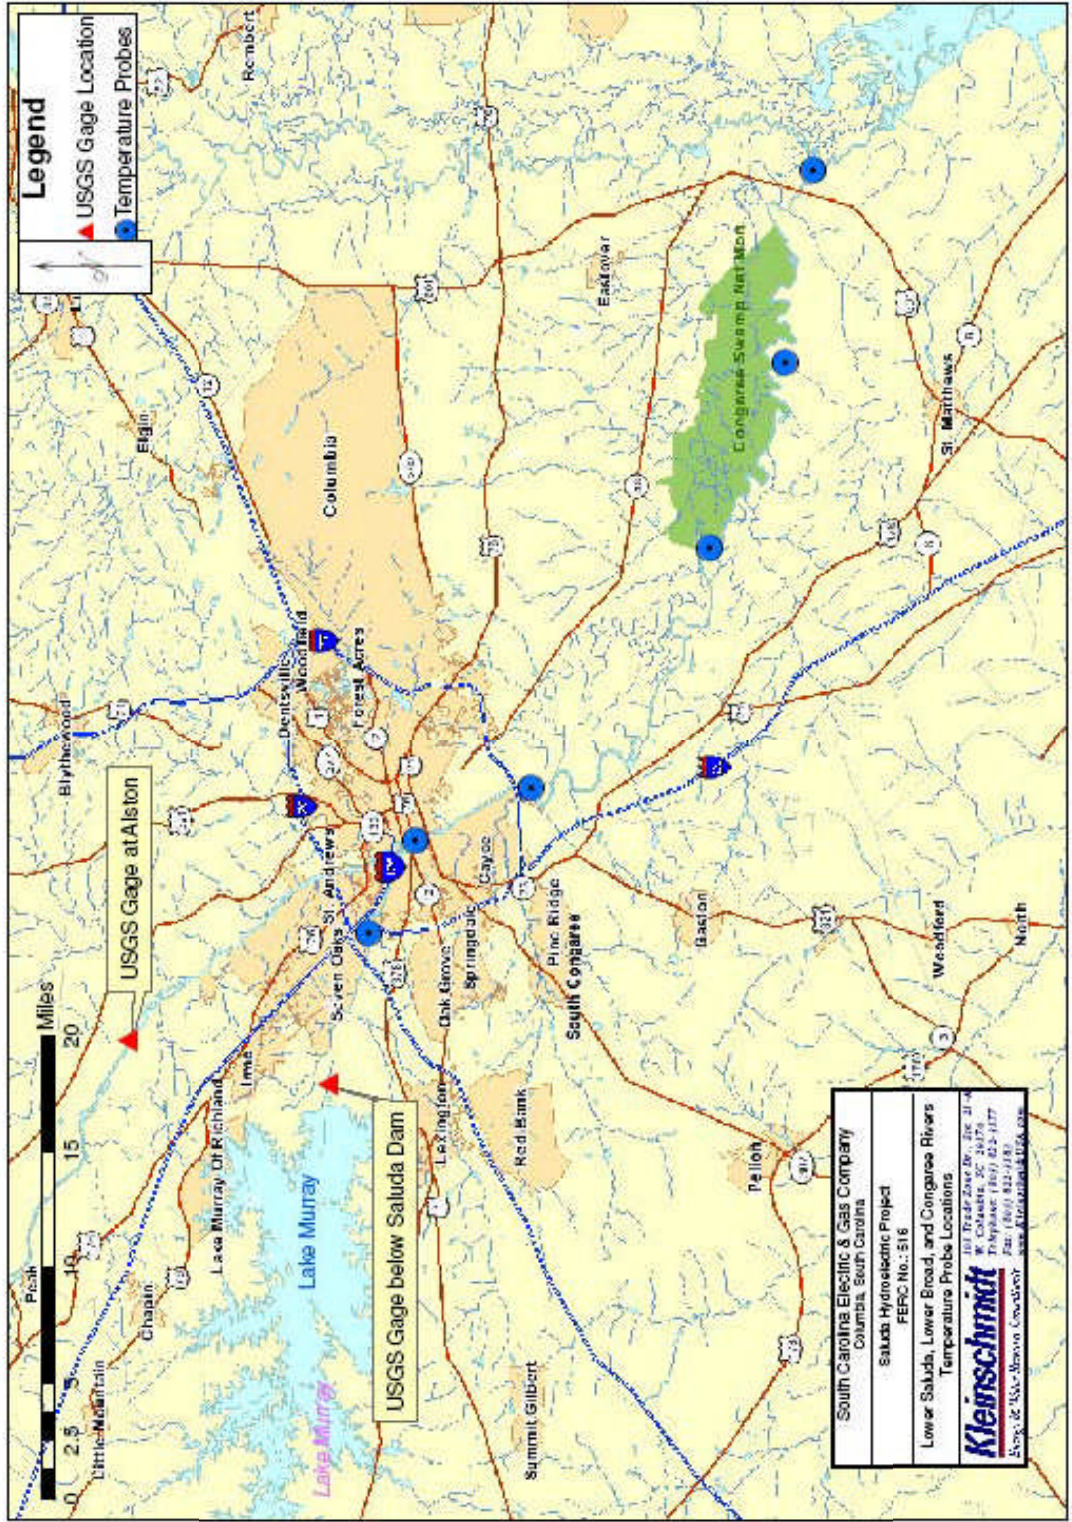 Legend
USGS Gage Location
Temperature Probes
N
Miles
0
2.5
5
10
15
20
USGS Gage at Alston
USGS Gage below Saluda Dam
Peak
Little Mountain
Chapin
Lake Murray Of Richland
Irmo
Lake Murray
Lake Murray
Seven Oaks
St. Andrews
Blythewood
Dentsville
Woodfield
Forest Acres
Columbia
Elgin
Rembert
Eastover
Congaree Swamp Nat Mon
St. Matthews
Lexington
Red Bank
Oak Grove
Springdale
Cayce
Pine Ridge
South Congaree
Gaston
Woodford
North
Pelion
Summit
Gilbert
12
321
378
6
3
South Carolina Electric & Gas Company
Columbia, South Carolina
Saluda Hydroelectric Project
FERC No.: 516
Lower Saluda, Lower Broad, and Congaree Rivers
Temperature Probe Locations
Kleinschmidt